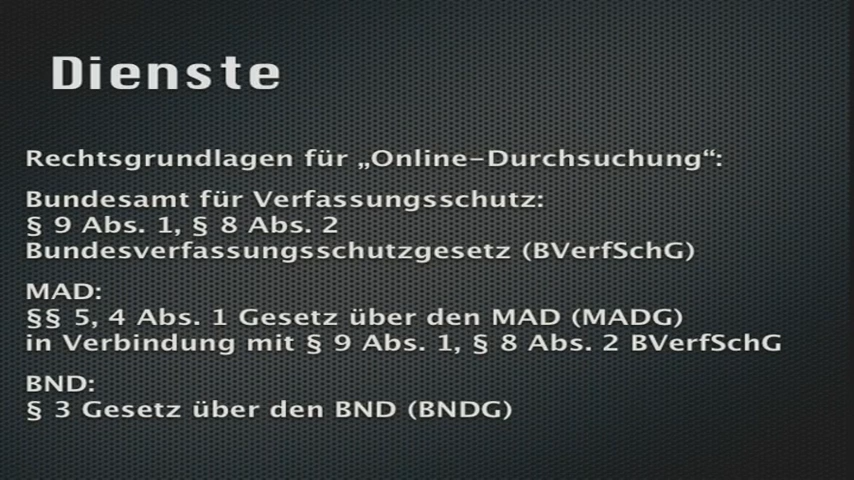 Dienste
Rechtsgrundlagen für „Online-Durchsuchung“:
Bundesamt für Verfassungsschutz:
§ 9 Abs. 1, § 8 Abs. 2
Bundesverfassungsschutzgesetz (BVerfSchG)
MAD:
§§ 5, 4 Abs. 1 Gesetz über den MAD (MADG)
in Verbindung mit § 9 Abs. 1, § 8 Abs. 2 BVerfSchG
BND:
§ 3 Gesetz über den BND (BNDG)